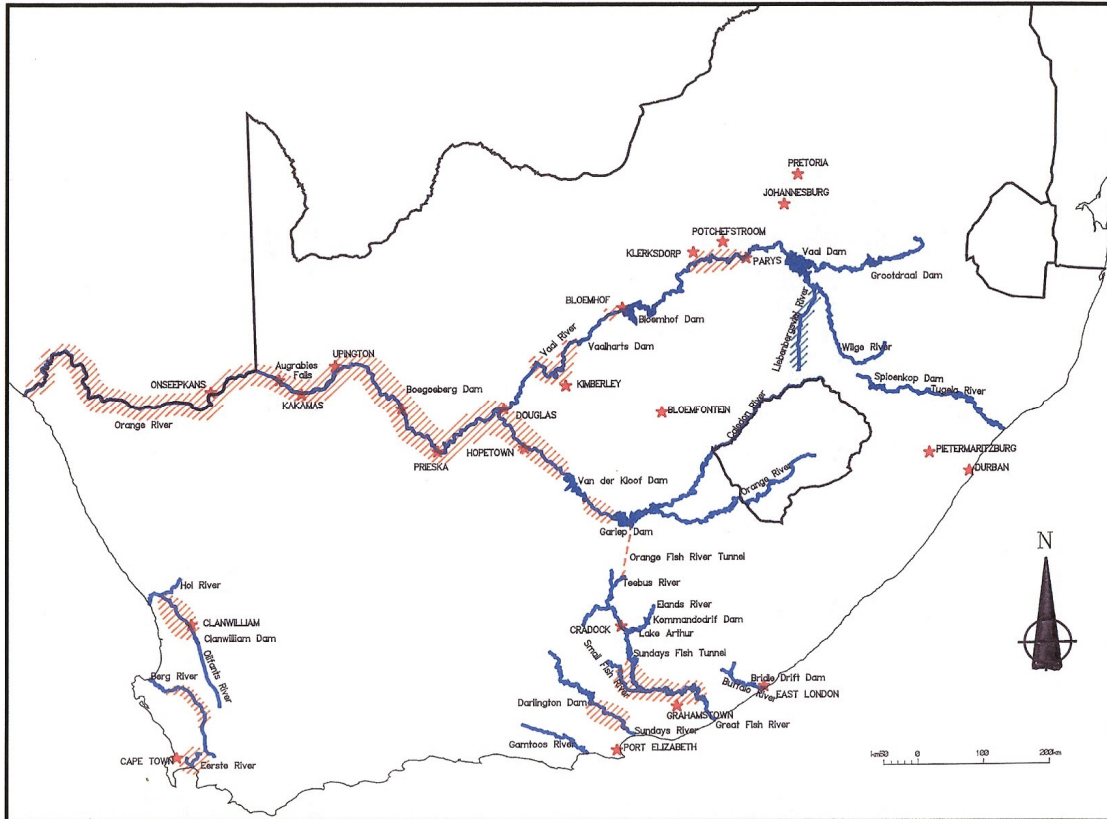 PRETORIA
JOHANNESBURG
POTCHEFSTROOM
KLERKSDORP
PARYS
Vaal Dam
Grootdraai Dam
BLOEMHOF
Bloemhof Dam
Liebenbergsvlei River
Vaal River
Vaalharts Dam
Wilge River
UPINGTON
Augrabies
Falls
ONSEEPKANS
KAKAMAS
KIMBERLEY
Spioenkop Dam
Tugela River
Boegoeberg Dam
Orange River
DOUGLAS
BLOEMFONTEIN
Caledon River
PRIESKA
HOPETOWN
PIETERMARITZBURG
DURBAN
Van der Kloof Dam
Orange River
Gariep Dam
N
Orange Fish River Tunnel
Teebus River
Hol River
Elands River
Kommandodrif Dam
CLANWILLIAM
Clanwilliam Dam
CRADOCK
Lake Arthur
Olifants River
Sundays Fish Tunnel
Small Fish River
Berg River
Bridle Drift Dam
Buffalo River
EAST LONDON
Darlington Dam
GRAHAMSTOWN
Great Fish River
Sundays River
Gamtoos River
PORT ELIZABETH
CAPE TOWN
Eerste River
km50 0 100 200km